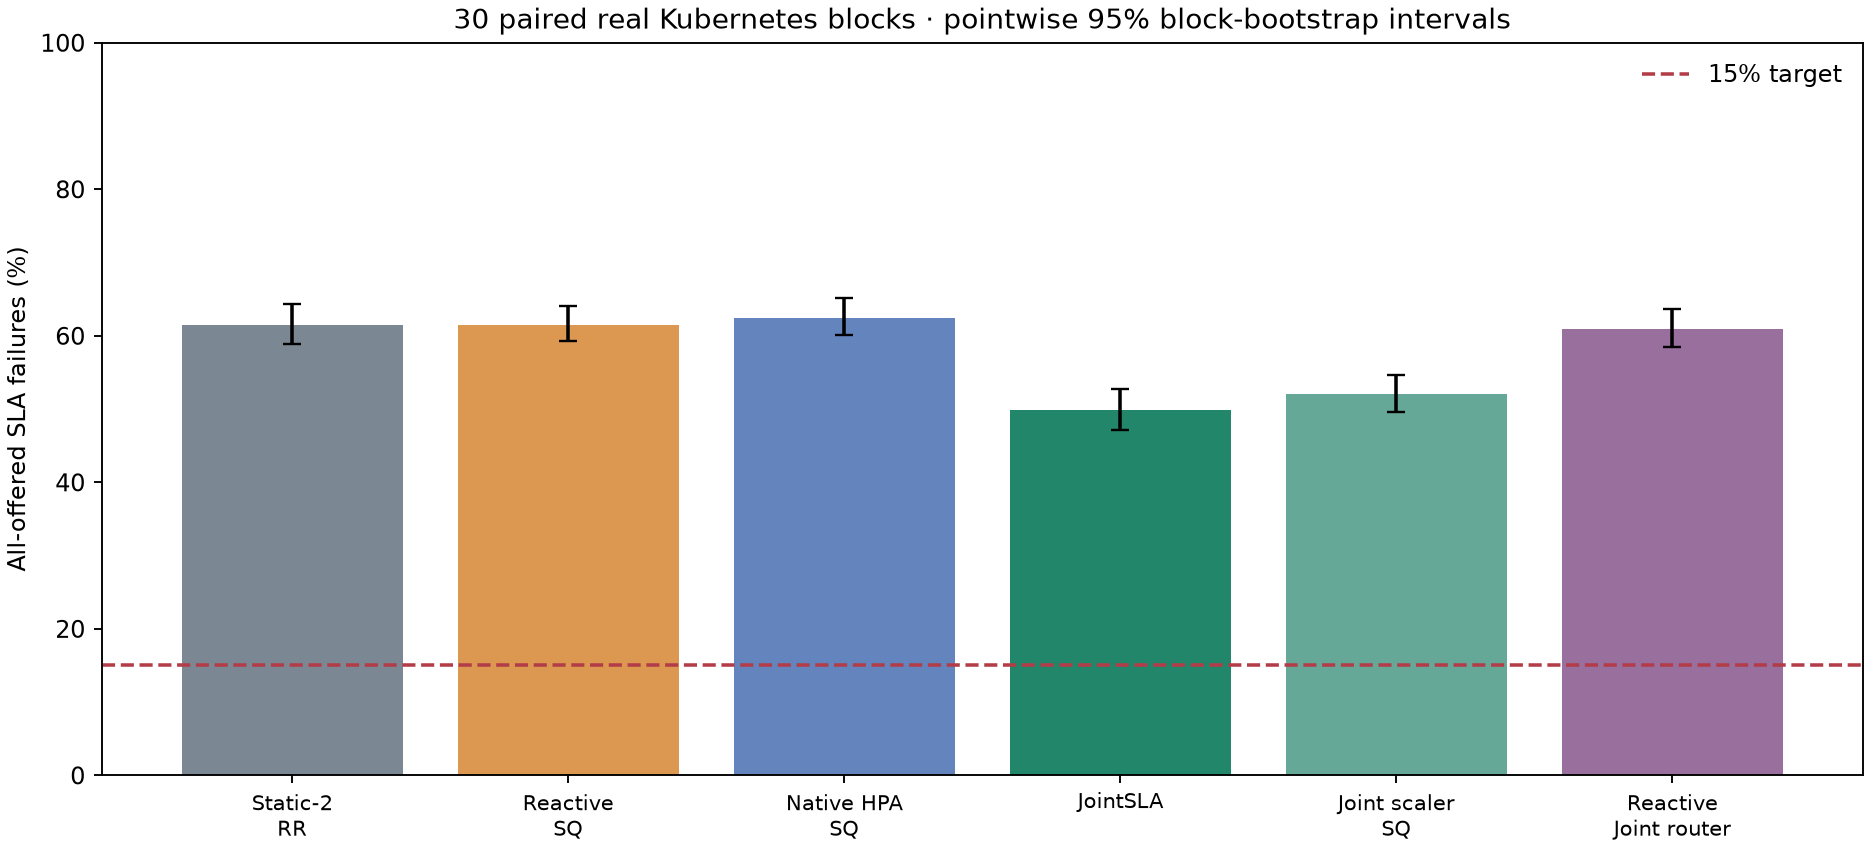 30 paired real Kubernetes blocks · pointwise 95% block-bootstrap intervals
15% target
All-offered SLA failures (%)
100
80
60
40
20
0
Static-2
RR
Reactive
SQ
Native HPA
SQ
JointSLA
Joint scaler
SQ
Reactive
Joint router